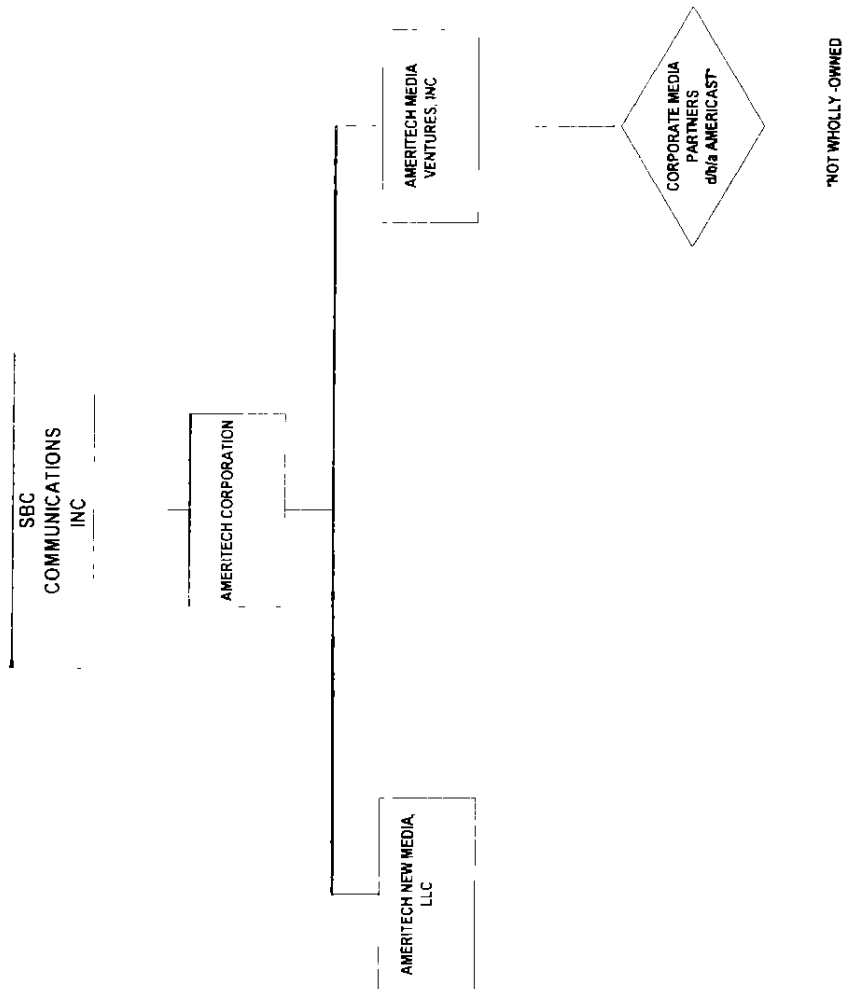 SBC
COMMUNICATIONS
INC
AMERITECH CORPORATION
AMERITECH NEW MEDIA,
LLC
AMERITECH MEDIA
VENTURES, INC
CORPORATE MEDIA
PARTNERS
d/b/a AMERICAST*
*NOT WHOLLY-OWNED